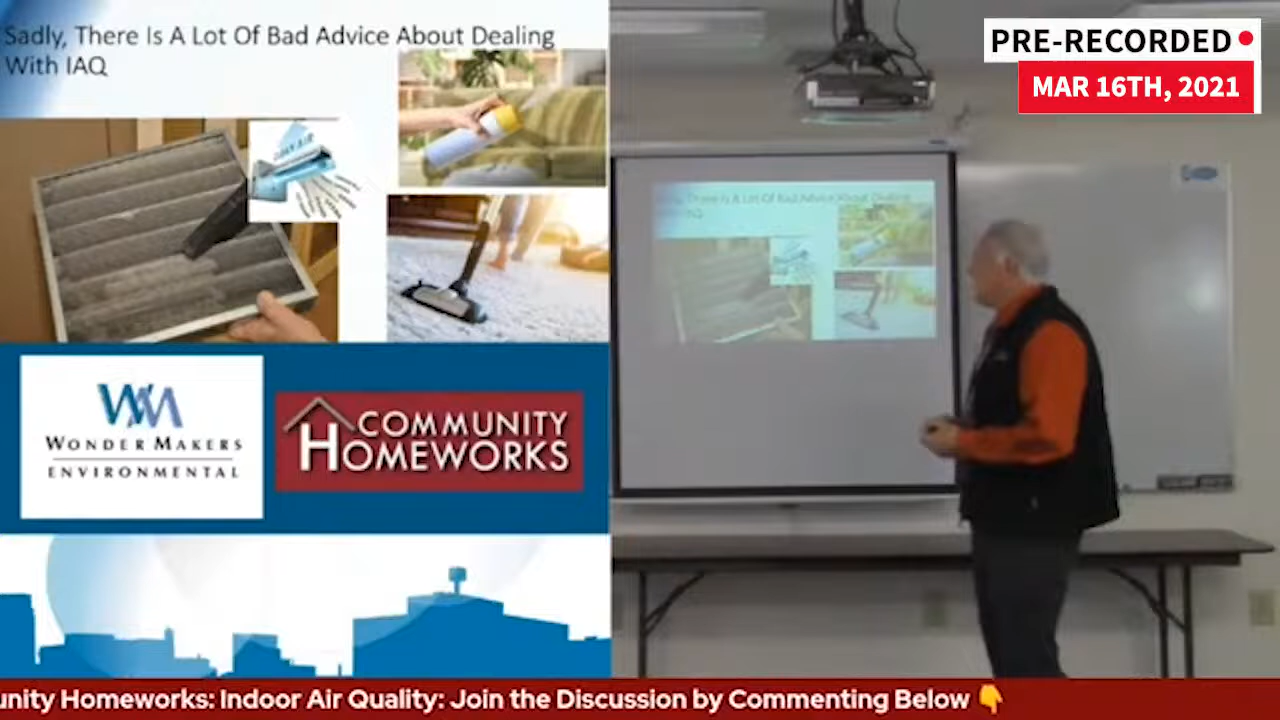 Sadly, There Is A Lot Of Bad Advice About Dealing
With IAQ
PRE-RECORDED
MAR 16TH, 2021
WM
WONDER MAKERS
ENVIRONMENTAL
COMMUNITY
HOMEWORKS
unity Homeworks: Indoor Air Quality: Join the Discussion by Commenting Below 👇